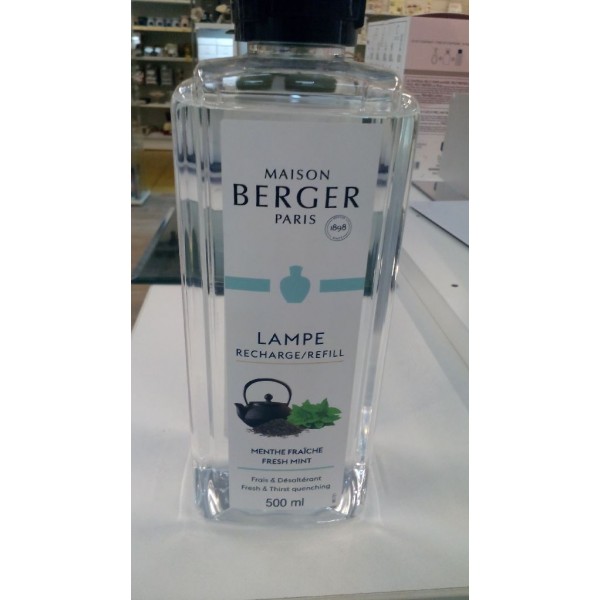 MAISON
BERGER
PARIS
1898
LAMPE
RECHARGE/REFILL
MENTHE FRAÎCHE
FRESH MINT
Frais & Désaltérant
Fresh & Thirst quenching
500 ml